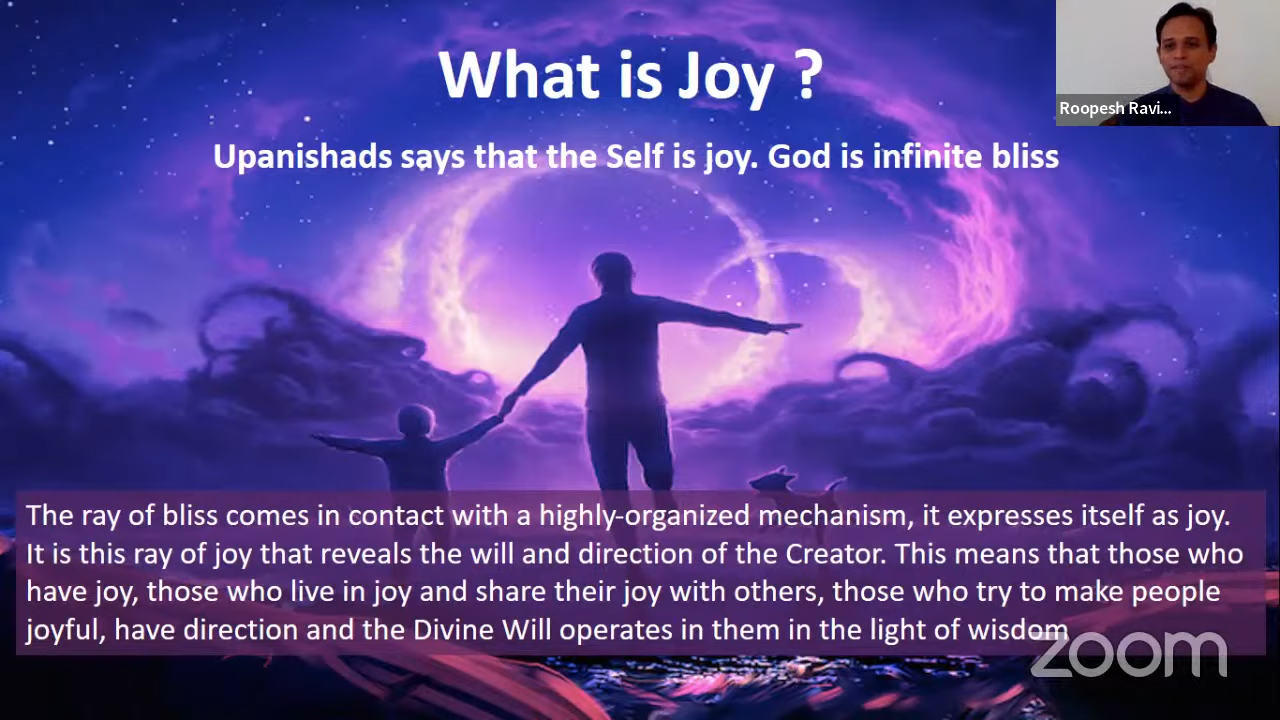 What is Joy ?
Roopesh Ravi...
Upanishads says that the Self is joy. God is infinite bliss
The ray of bliss comes in contact with a highly-organized mechanism, it expresses itself as joy.
It is this ray of joy that reveals the will and direction of the Creator. This means that those who
have joy, those who live in joy and share their joy with others, those who try to make people
joyful, have direction and the Divine Will operates in them in the light of wisdom
zoom